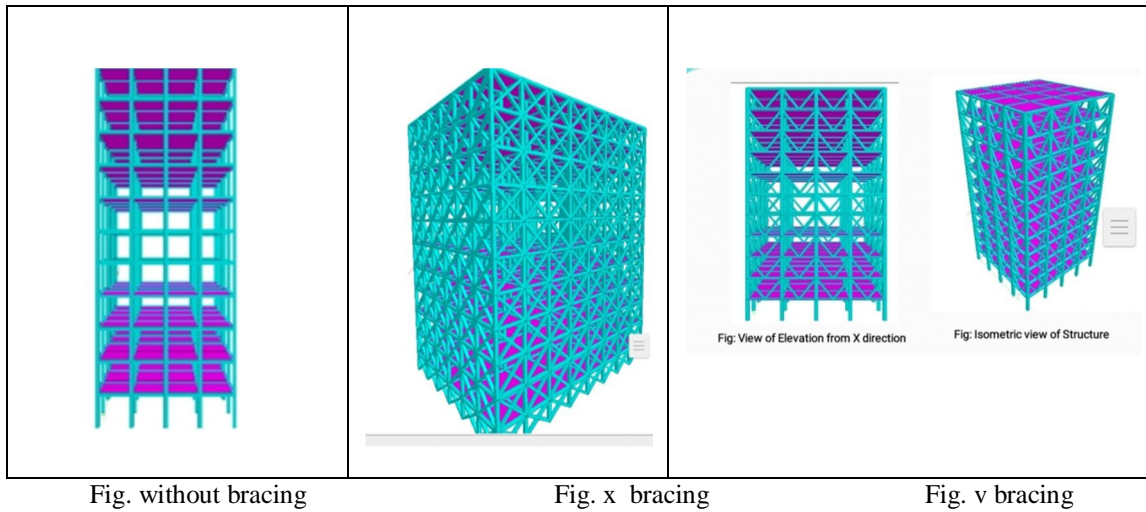 Fig: View of Elevation from X direction
Fig: Isometric view of Structure
Fig. without bracing
Fig. x bracing
Fig. v bracing